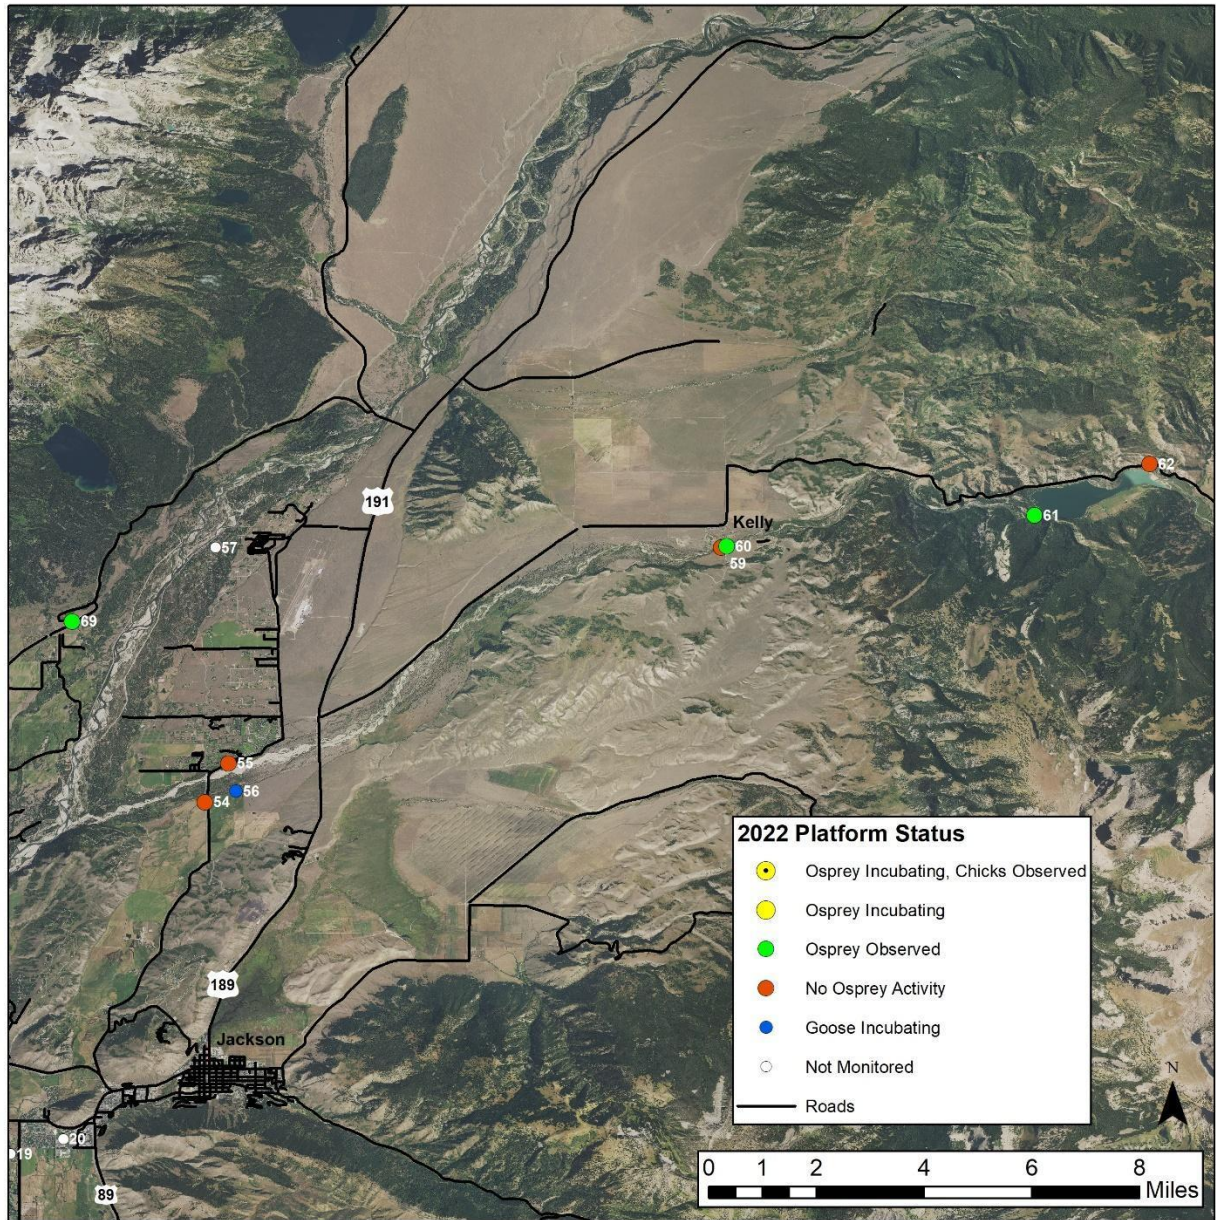 62
191
Kelly
61
57
60
59
69
55
56
54
2022 Platform Status
Osprey Incubating, Chicks Observed
Osprey Incubating
Osprey Observed
No Osprey Activity
Goose Incubating
Not Monitored
Roads
189
Jackson
N
20
19
89
0 1 2 4 6 8
Miles